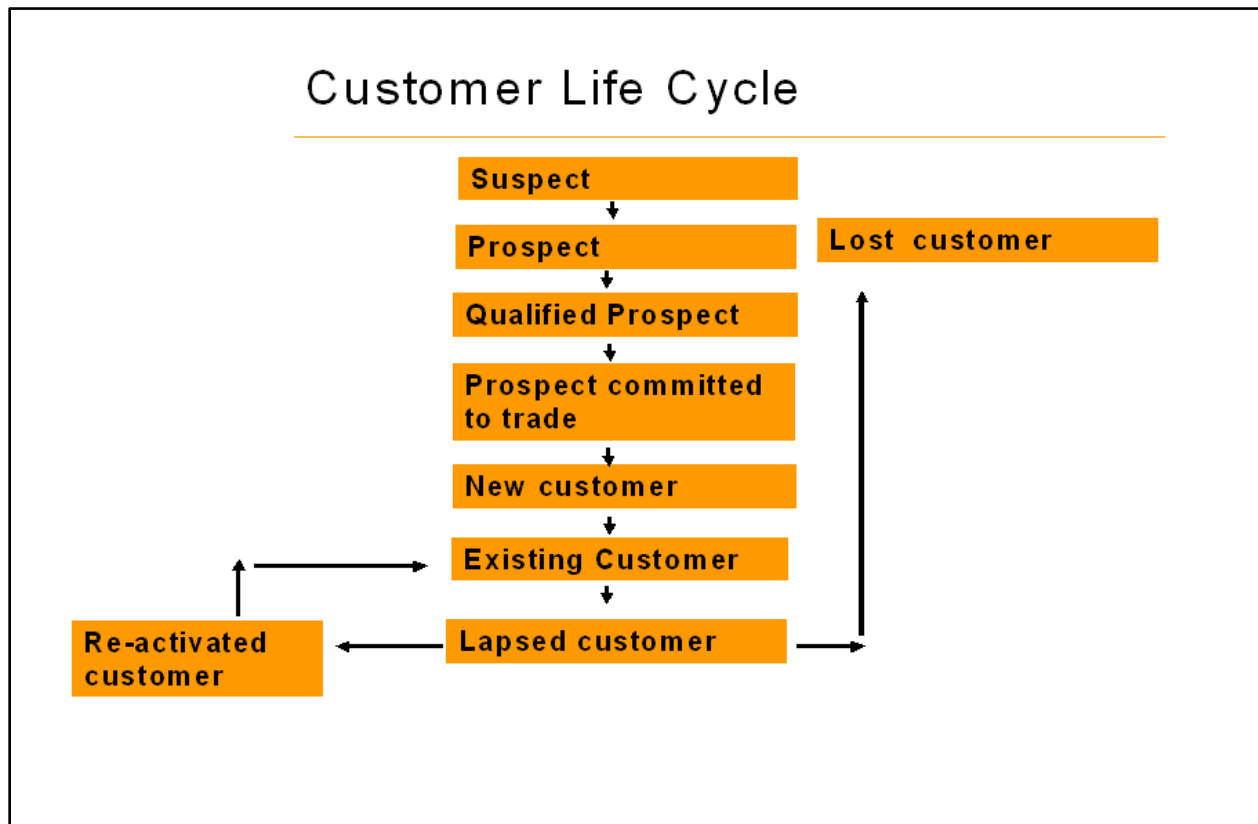 Customer Life Cycle
Suspect
Prospect
Lost customer
Qualified Prospect
Prospect committed
to trade
New customer
Existing Customer
Lapsed customer
Re-activated
customer